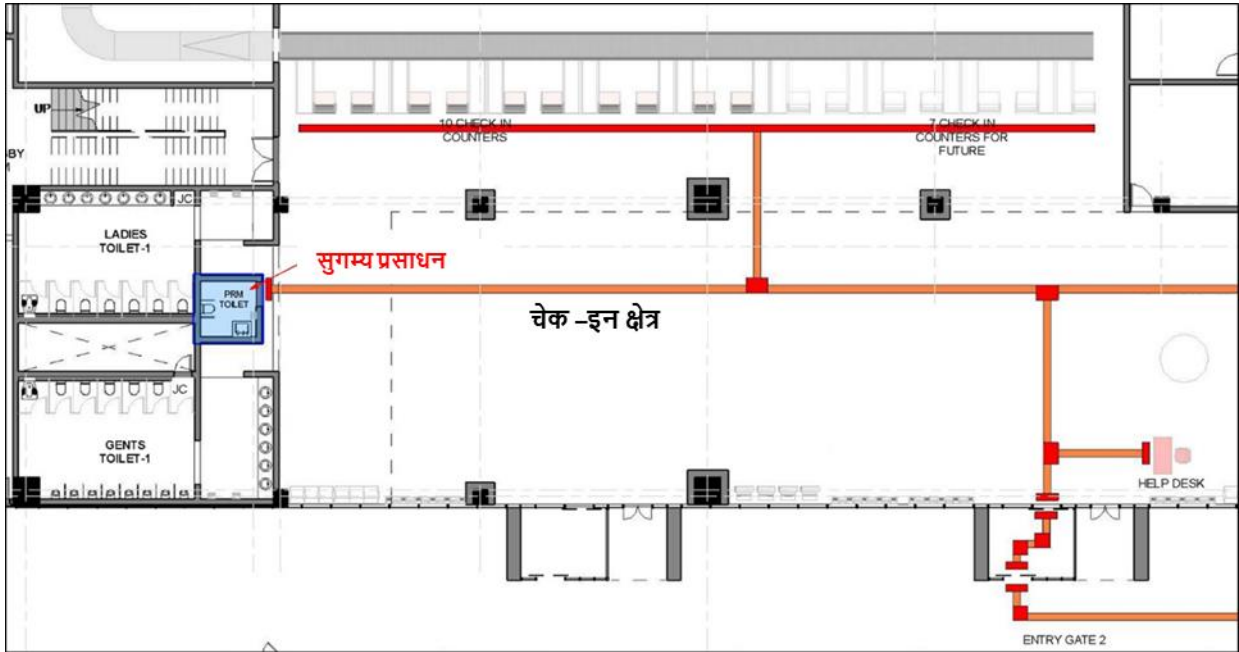 10 CHECK IN
COUNTERS
7 CHECK IN
COUNTERS FOR
FUTURE
UP
BY
JC
LADIES
TOILET-1
सुगम्य प्रसाधन
PRM
TOILET
चेक –इन क्षेत्र
JC
GENTS
TOILET-1
HELP DESK
ENTRY GATE 2